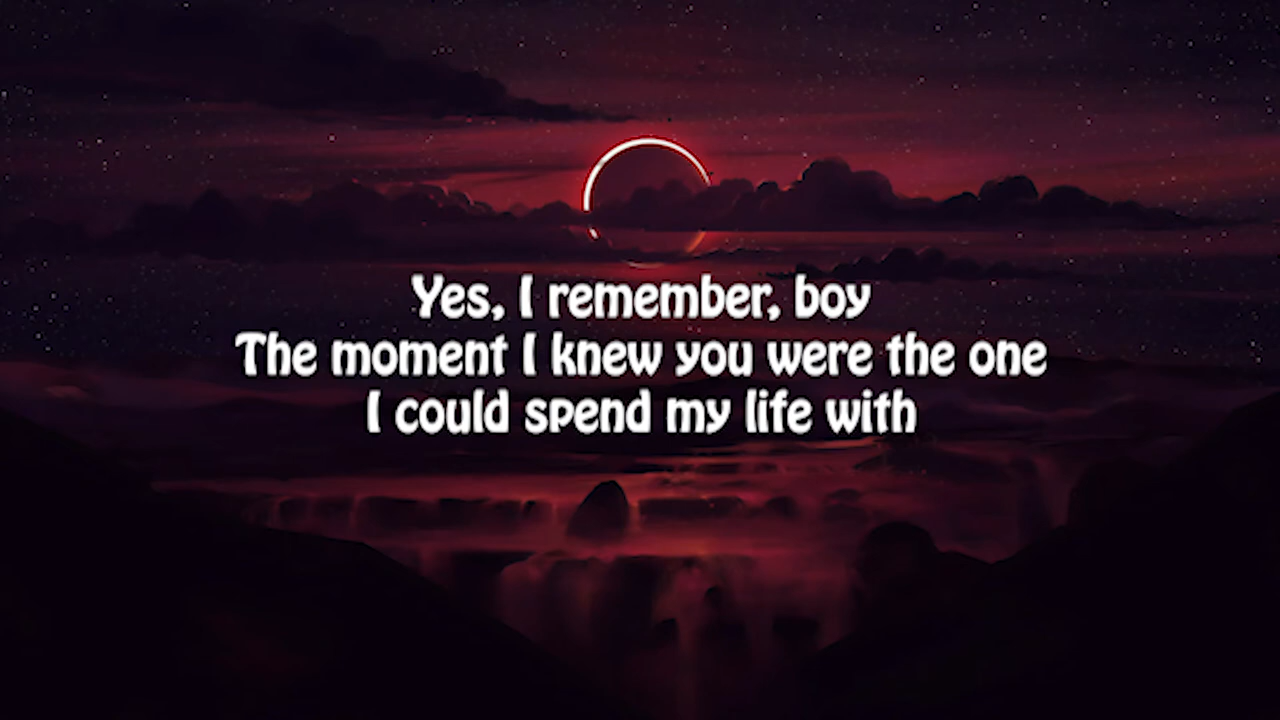 Yes, I remember, boy
The moment I knew you were the one
I could spend my life with